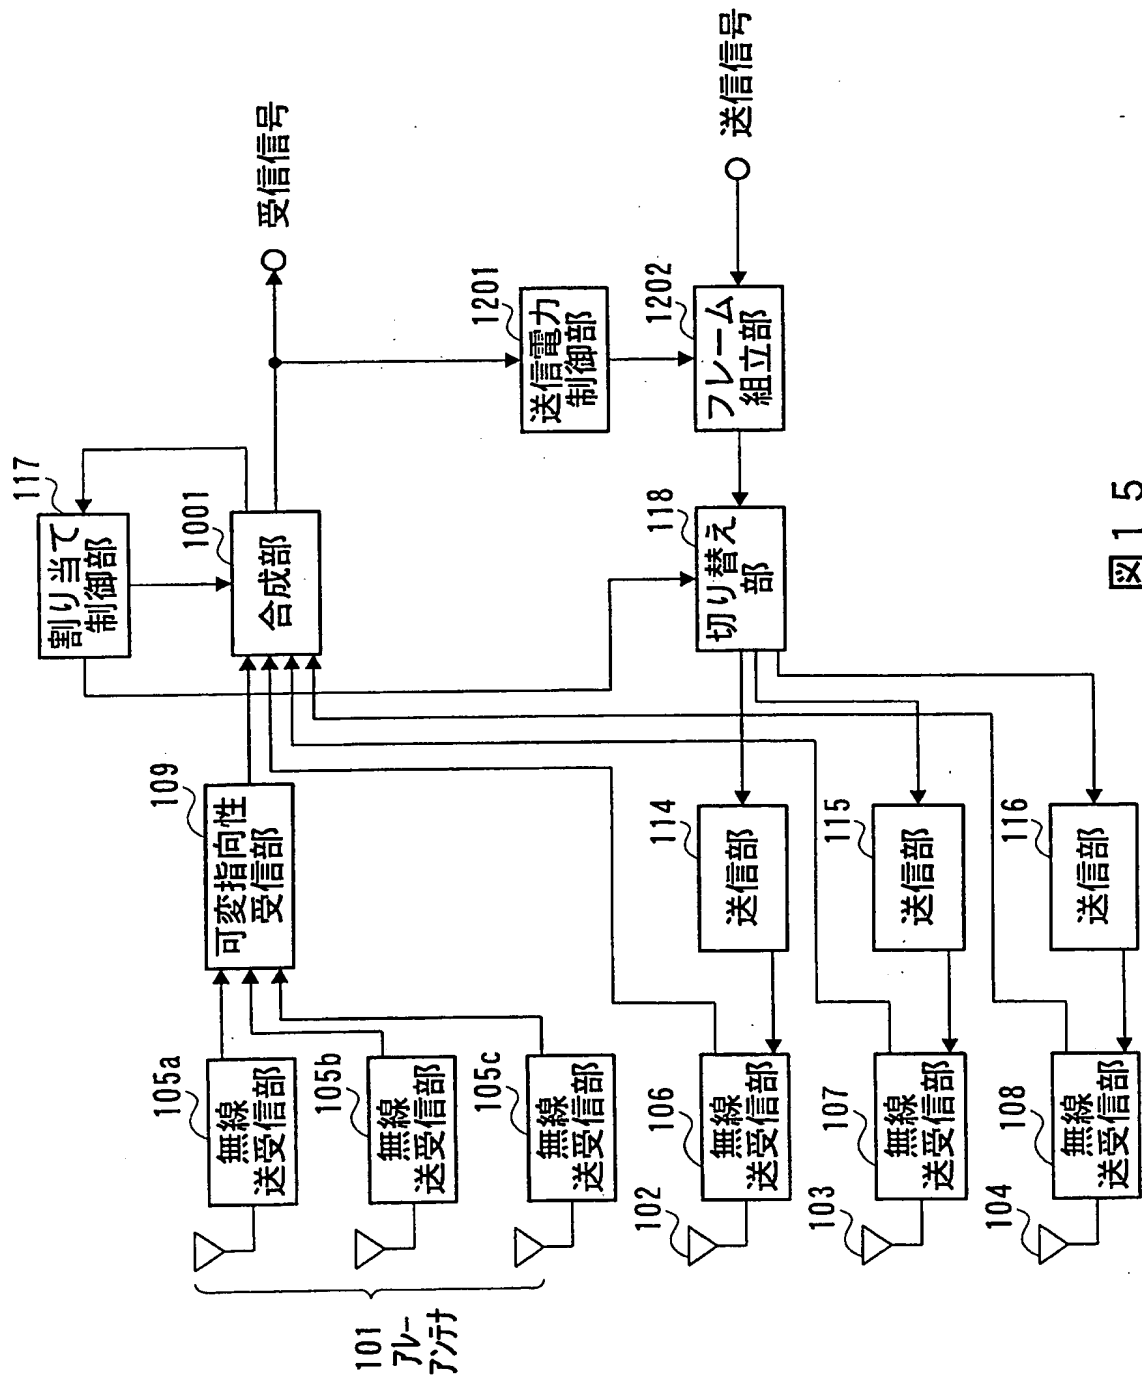 101
アレー
アンテナ
105a
無線
送受信部
105b
無線
送受信部
105c
無線
送受信部
102
106
無線
送受信部
103
107
無線
送受信部
104
108
無線
送受信部
109
可変指向性
受信部
114
送信部
115
送信部
116
送信部
117
割り当て
制御部
1001
合成部
118
切り替え
部
1201
送信電力
制御部
1202
フレーム
組立部
受信信号
送信信号
図15